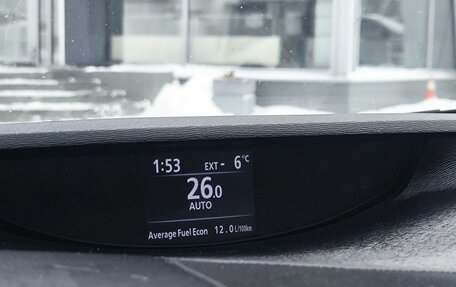 1:53 EXT - 6°C
26.0
AUTO
Average Fuel Econ 12.0 L/100km